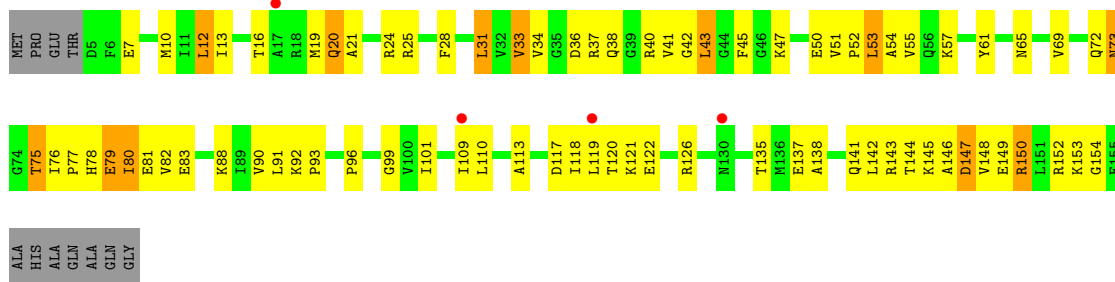 MET PRO GLU THR D5 F6 E7 M10 I11 L12 I13 T16 A17 R18 M19 Q20 A21 R24 R25 F28 L31 V32 V33 V34 G35 D36 R37 Q38 G39 R40 V41 G42 L43 G44 F45 G46 K47 E50 V51 P52 L53 A54 V55 Q56 K57 Y61 N65 V69 Q72 N73
G74 T75 I76 P77 H78 E79 I80 E81 V82 E83 K88 I89 V90 L91 K92 P93 P96 G99 V100 I101 I109 L110 A113 D117 I118 L119 T120 K121 E122 R126 N130 T135 M136 E137 A138 Q141 L142 R143 T144 K145 A146 D147 V148 E149 R150 L151 R152 K153 G154 E155
ALA HIS ALA GLN ALA GLN GLY